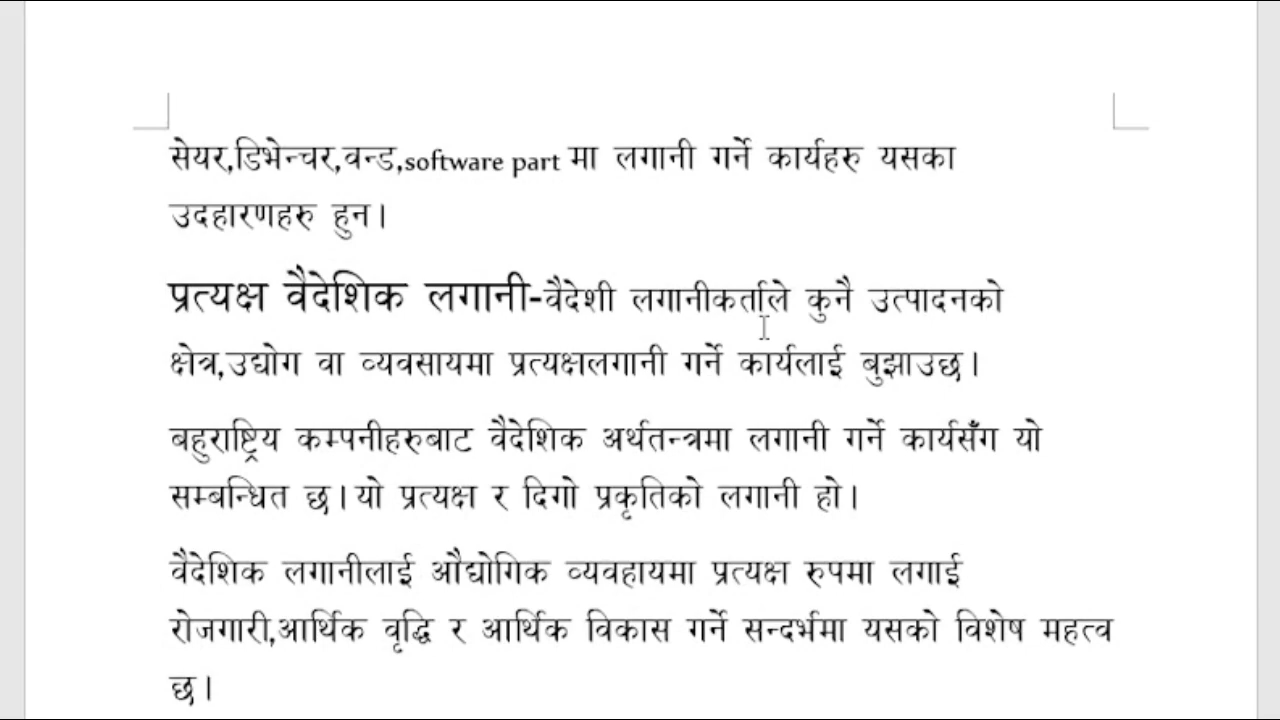 सेयर,डिभेन्चर,वन्ड,software part मा लगानी गर्ने कार्यहरु यसका
उदहारणहरु हुन।
प्रत्यक्ष वैदेशिक लगानी-वैदेशी लगानीकर्ताले कुनै उत्पादनको
क्षेत्र,उद्योग वा व्यवसायमा प्रत्यक्षलगानी गर्ने कार्यलाई बुझाउछ।
बहुराष्ट्रिय कम्पनीहरुबाट वैदेशिक अर्थतन्त्रमा लगानी गर्ने कार्यसँग यो
सम्बन्धित छ।यो प्रत्यक्ष र दिगो प्रकृतिको लगानी हो।
वैदेशिक लगानीलाई औद्योगिक व्यवहायमा प्रत्यक्ष रुपमा लगाई
रोजगारी,आर्थिक वृद्धि र आर्थिक विकास गर्ने सन्दर्भमा यसको विशेष महत्व
छ।